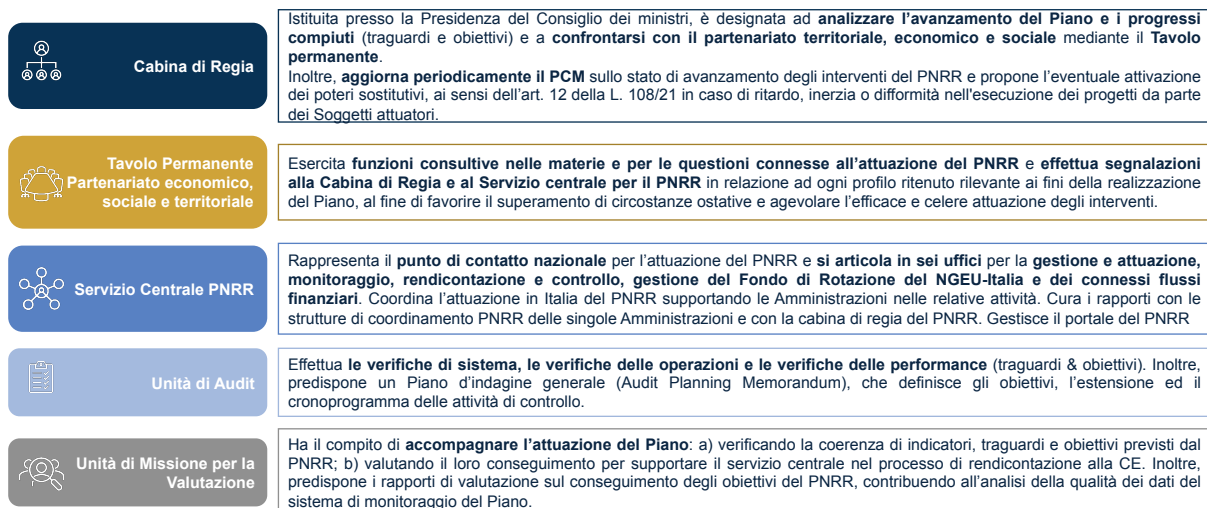 Cabina di Regia
Istituita presso la Presidenza del Consiglio dei ministri, è designata ad analizzare l'avanzamento del Piano e i progressi
compiuti (traguardi e obiettivi) e a confrontarsi con il partenariato territoriale, economico e sociale mediante il Tavolo
permanente.
Inoltre, aggiorna periodicamente il PCM sullo stato di avanzamento degli interventi del PNRR e propone l'eventuale attivazione
dei poteri sostitutivi, ai sensi dell'art. 12 della L. 108/21 in caso di ritardo, inerzia o difformità nell'esecuzione dei progetti da parte
dei Soggetti attuatori.
Tavolo Permanente
Partenariato economico,
sociale e territoriale
Esercita funzioni consultive nelle materie e per le questioni connesse all'attuazione del PNRR e effettua segnalazioni
alla Cabina di Regia e al Servizio centrale per il PNRR in relazione ad ogni profilo ritenuto rilevante ai fini della realizzazione
del Piano, al fine di favorire il superamento di circostanze ostative e agevolare l'efficace e celere attuazione degli interventi.
Servizio Centrale PNRR
Rappresenta il punto di contatto nazionale per l'attuazione del PNRR e si articola in sei uffici per la gestione e attuazione,
monitoraggio, rendicontazione e controllo, gestione del Fondo di Rotazione del NGEU-Italia e dei connessi flussi
finanziari. Coordina l'attuazione in Italia del PNRR supportando le Amministrazioni nelle relative attività. Cura i rapporti con le
strutture di coordinamento PNRR delle singole Amministrazioni e con la cabina di regia del PNRR. Gestisce il portale del PNRR
Unità di Audit
Effettua le verifiche di sistema, le verifiche delle operazioni e le verifiche delle performance (traguardi & obiettivi). Inoltre,
predispone un Piano d'indagine generale (Audit Planning Memorandum), che definisce gli obiettivi, l'estensione ed il
cronoprogramma delle attività di controllo.
Unità di Missione per la
Valutazione
Ha il compito di accompagnare l'attuazione del Piano: a) verificando la coerenza di indicatori, traguardi e obiettivi previsti dal
PNRR; b) valutando il loro conseguimento per supportare il servizio centrale nel processo di rendicontazione alla CE. Inoltre,
predispone i rapporti di valutazione sul conseguimento degli obiettivi del PNRR, contribuendo all'analisi della qualità dei dati del
sistema di monitoraggio del Piano.